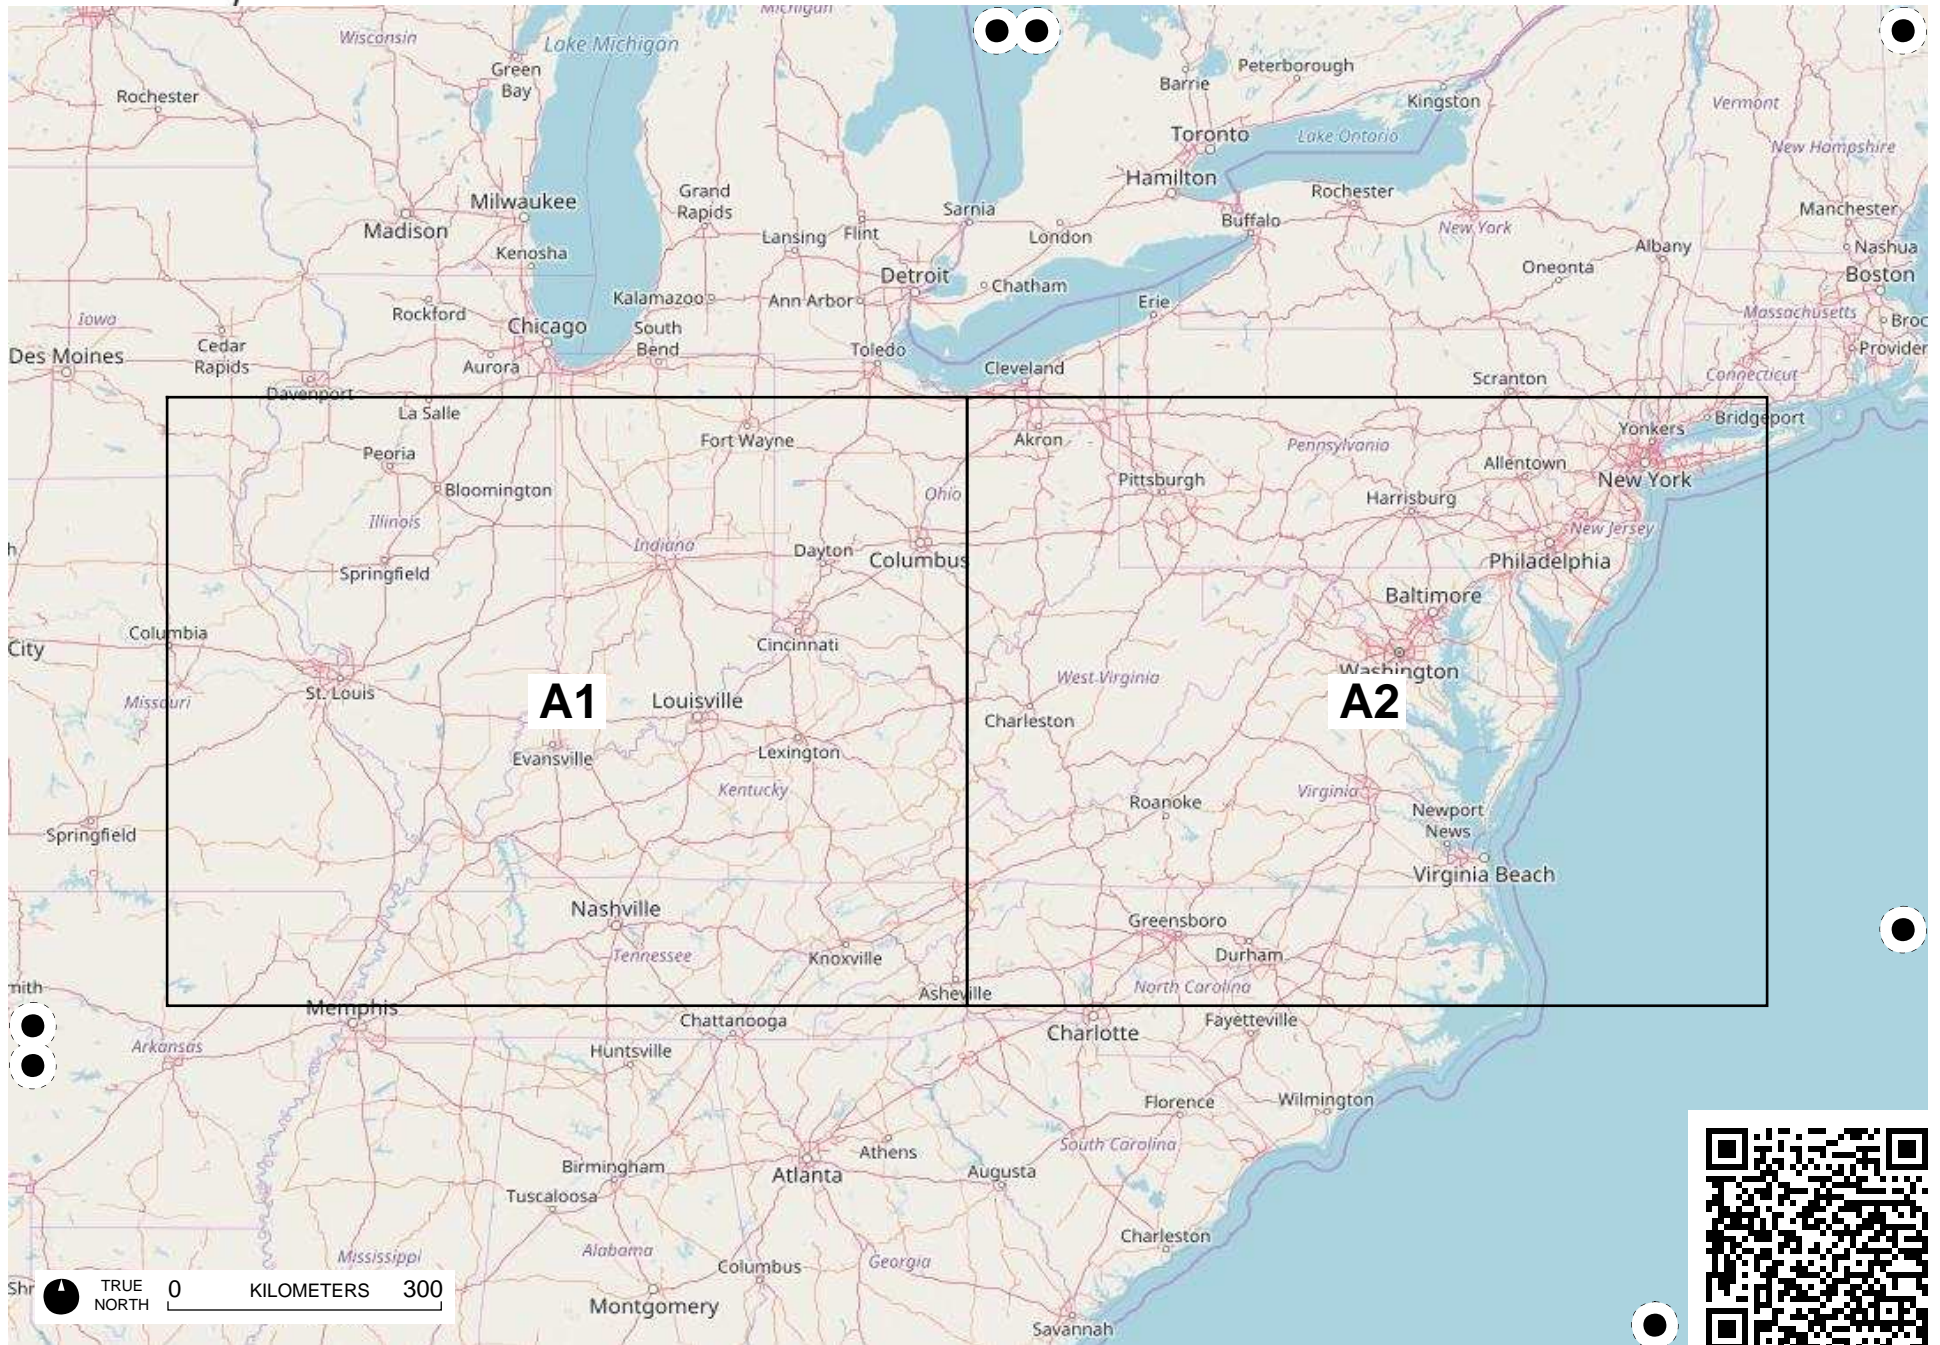 Michigan
Wisconsin
Lake Michigan
Green
Bay
Peterborough
Barrie
Rochester
Kingston
Vermont
Toronto
Lake Ontario
New Hampshire
Hamilton
Grand
Rapids
Rochester
Milwaukee
Sarnia
Manchester
Madison
Buffalo
New York
Lansing
Flint
London
Albany
Nashua
Kenosha
Oneonta
Boston
Detroit
Chatham
Kalamazoo
Ann Arbor
Erie
Rockford
Massachusetts
Iowa
Chicago
South
Bend
Broc
Des Moines
Cedar
Rapids
Toledo
Provider
Aurora
Cleveland
Scranton
Connecticut
Davenport
La Salle
Bridgeport
Fort Wayne
Akron
Pennsylvania
Yonkers
Peoria
Allentown
Pittsburgh
New York
Bloomington
Ohio
Harrisburg
Illinois
New Jersey
Indiana
Dayton
Columbus
Philadelphia
Springfield
Baltimore
Columbia
City
Cincinnati
Washington
West Virginia
St. Louis
Missouri
A1
Louisville
A2
Charleston
Evansville
Lexington
Kentucky
Virginia
Roanoke
Newport
News
Springfield
Virginia Beach
Nashville
Greensboro
Tennessee
Knoxville
Durham
mith
Asheville
North Carolina
Memphis
Chattanooga
Charlotte
Fayetteville
Arkansas
Huntsville
Florence
Wilmington
South Carolina
Athens
Birmingham
Atlanta
Augusta
Tuscaloosa
Charleston
Mississippi
Alabama
Georgia
Columbus
Shr
TRUE
NORTH
0 KILOMETERS 300
Montgomery
Savannah